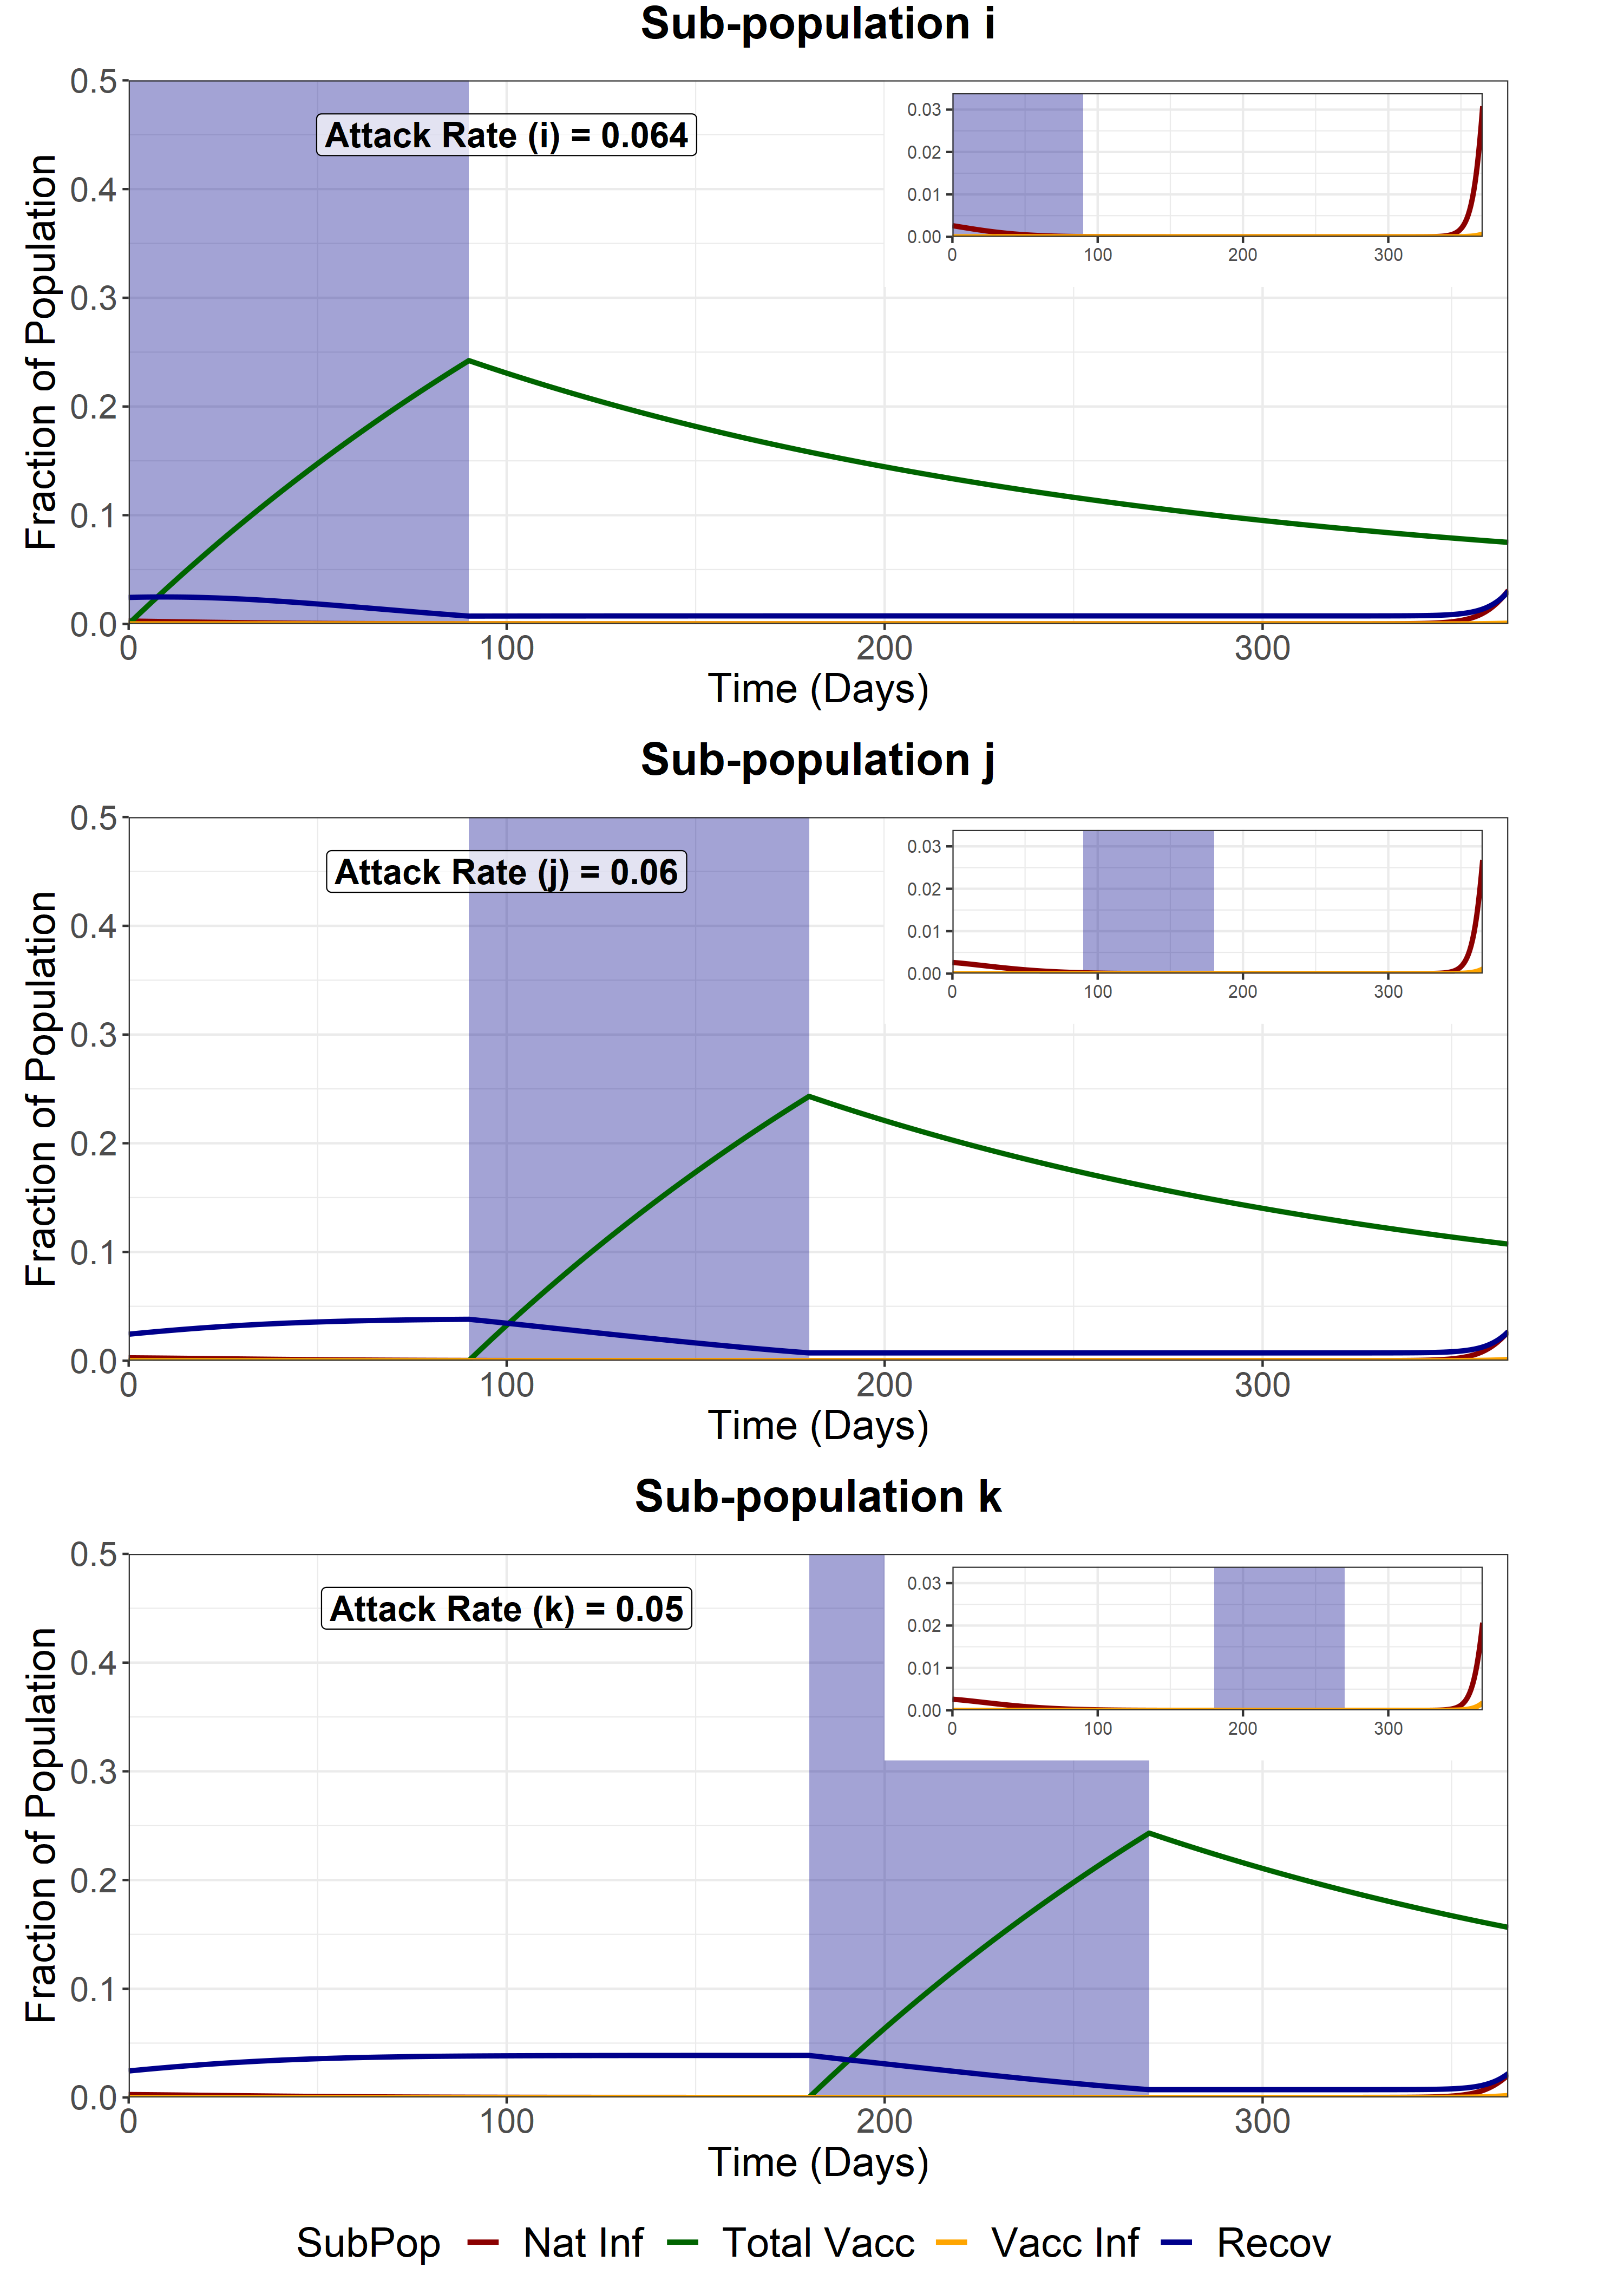 Sub-population i
Fraction of Population
0.5
0.4
0.3
0.2
0.1
0.0
Attack Rate (i) = 0.064
0.03
0.02
0.01
0.00
0 100 200 300
0 100 200 300
Time (Days)
Sub-population j
Fraction of Population
0.5
0.4
0.3
0.2
0.1
0.0
Attack Rate (j) = 0.06
0.03
0.02
0.01
0.00
0 100 200 300
0 100 200 300
Time (Days)
Sub-population k
Fraction of Population
0.5
0.4
0.3
0.2
0.1
0.0
Attack Rate (k) = 0.05
0.03
0.02
0.01
0.00
0 100 200 300
0 100 200 300
Time (Days)
SubPop Nat Inf Total Vacc Vacc Inf Recov